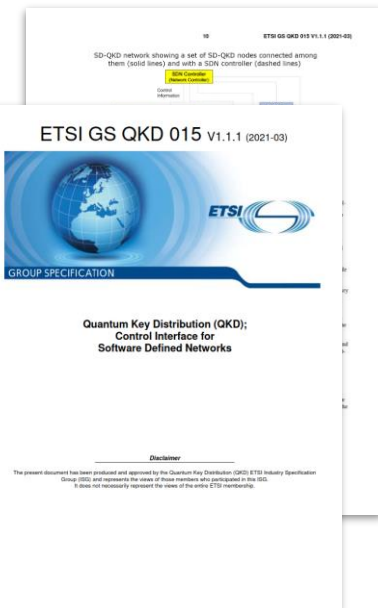 10 ETSI GS QKD 015 V1.1.1 (2021-03)
SD-QKD network showing a set of SD-QKD nodes connected among
them (solid lines) and with a SDN controller (dashed lines)
SDN Controller
(Network Controller)
Control
Information
ETSI GS QKD 015 V1.1.1 (2021-03)
ETSI
GROUP SPECIFICATION
Quantum Key Distribution (QKD);
Control Interface for
Software Defined Networks
Disclaimer
The present document has been produced and approved by the Quantum Key Distribution (QKD) ETSI Industry Specification
Group (ISG) and represents the views of those members who participated in this ISG.
It does not necessarily represent the views of the entire ETSI membership.